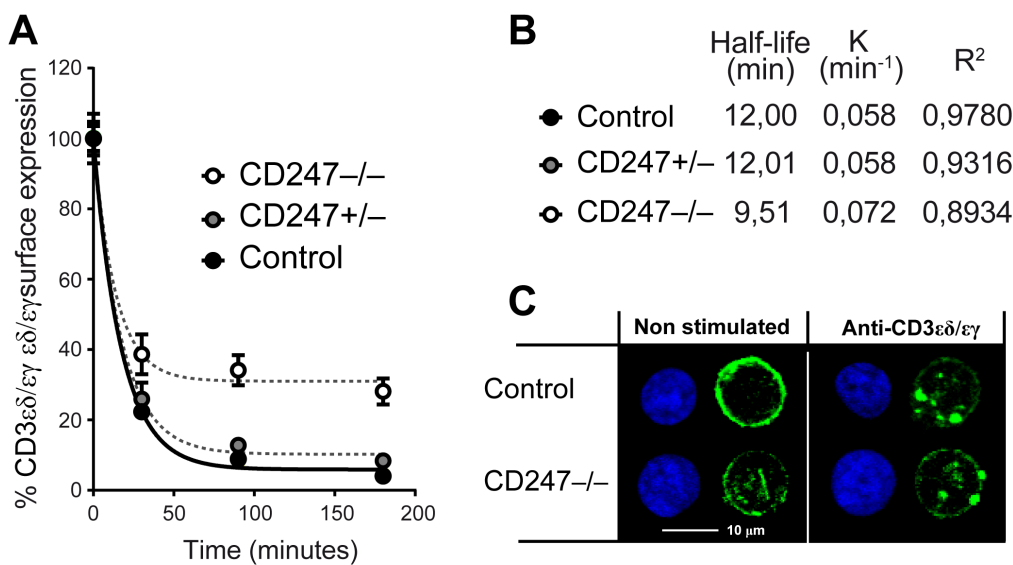 A
% CD3εδ/εγ εδ/εγsurface expression
120
100
80
60
40
20
0
0
50
100
150
200
Time (minutes)
CD247–/–
CD247+/–
Control
B
Half-life K R²
(min) (min⁻¹)
Control 12,00 0,058 0,9780
CD247+/– 12,01 0,058 0,9316
CD247–/– 9,51 0,072 0,8934
C
Non stimulated Anti-CD3εδ/εγ
Control
CD247–/–
10 μm